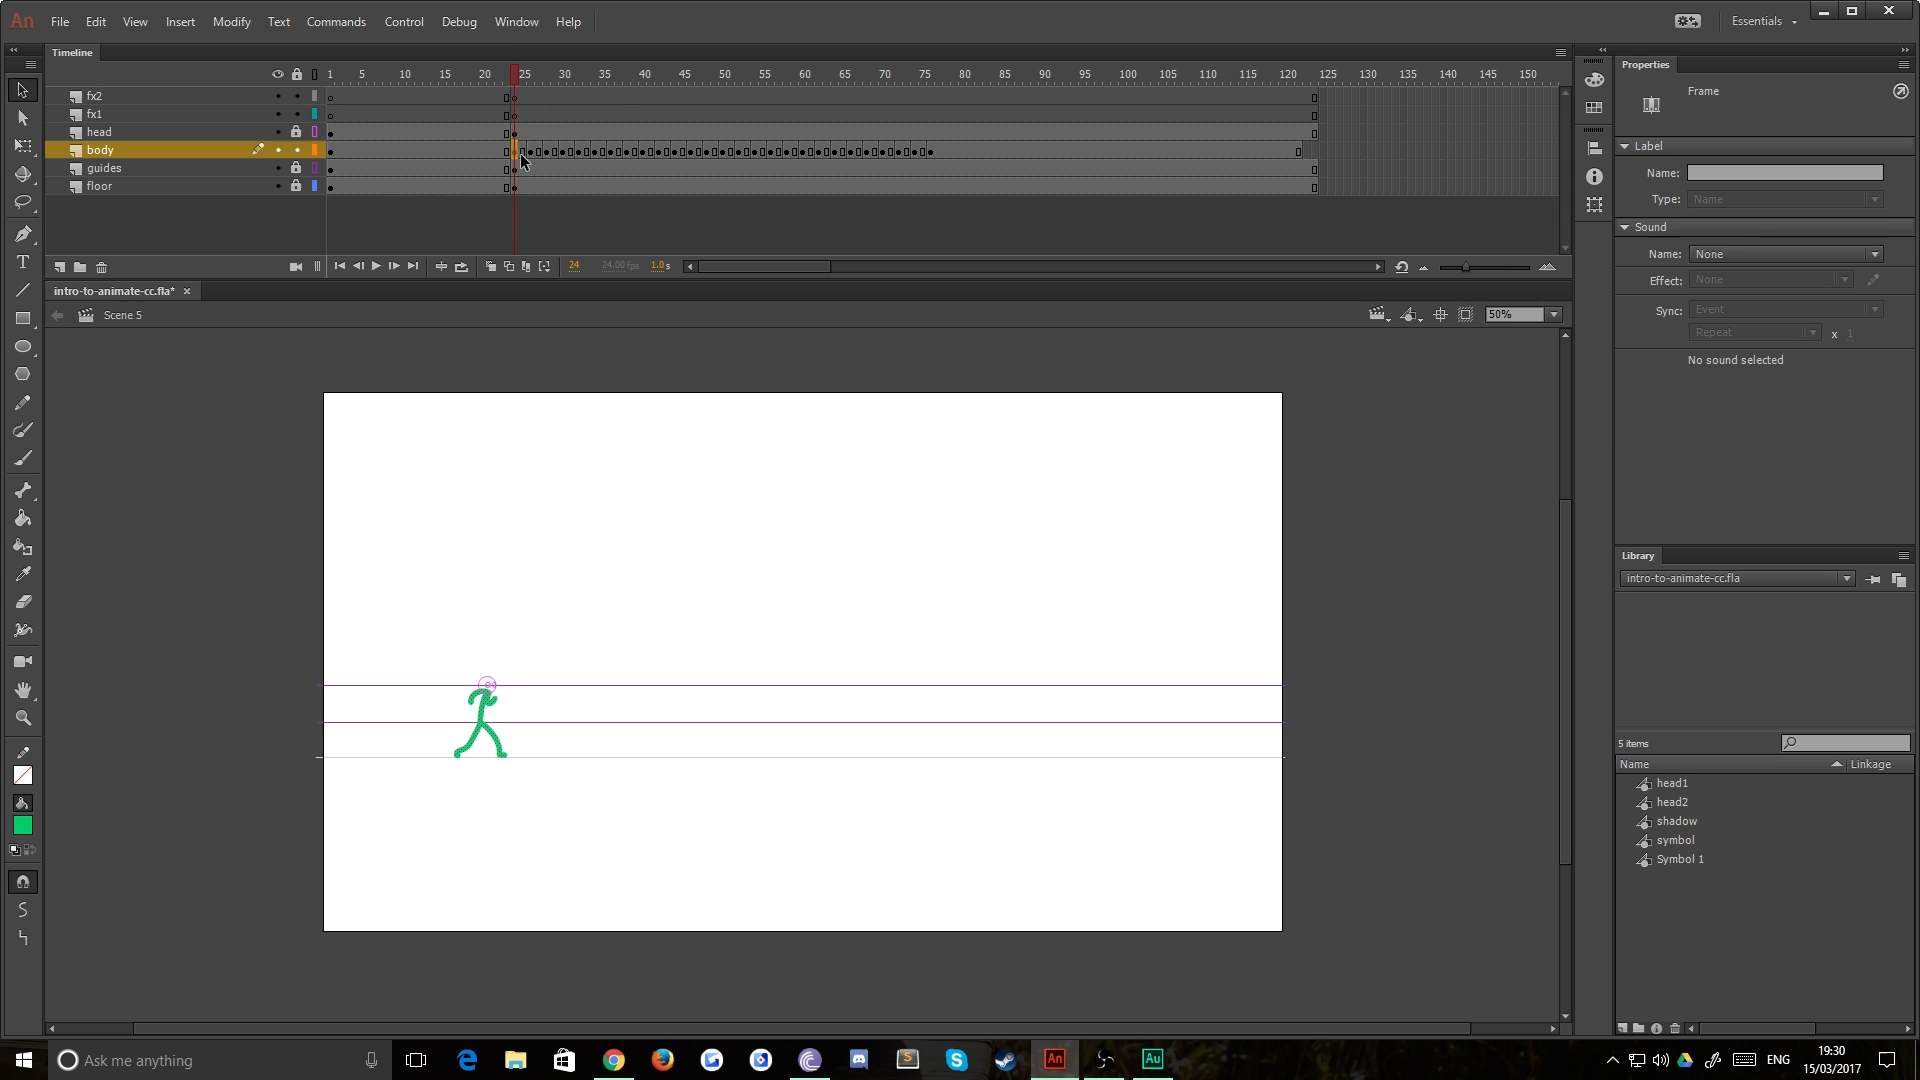 An File Edit View Insert Modify Text Commands Control Debug Window Help Essentials
Timeline
1 5 10 15 20 25 30 35 40 45 50 55 60 65 70 75 80 85 90 95 100 105 110 115 120 125 130 135 140 145 150
fx2
fx1
head
body
guides
floor
24 24.00 fps 1.0 s
intro-to-animate-cc.fla*
Scene 5
50%
Properties
Frame
Label
Name:
Type: Name
Sound
Name: None
Effect: None
Sync: Event
Repeat x 1
No sound selected
Library
intro-to-animate-cc.fla
5 items
Name Linkage
head1
head2
shadow
symbol
Symbol 1
Ask me anything
An
Au
ENG
19:30
15/03/2017